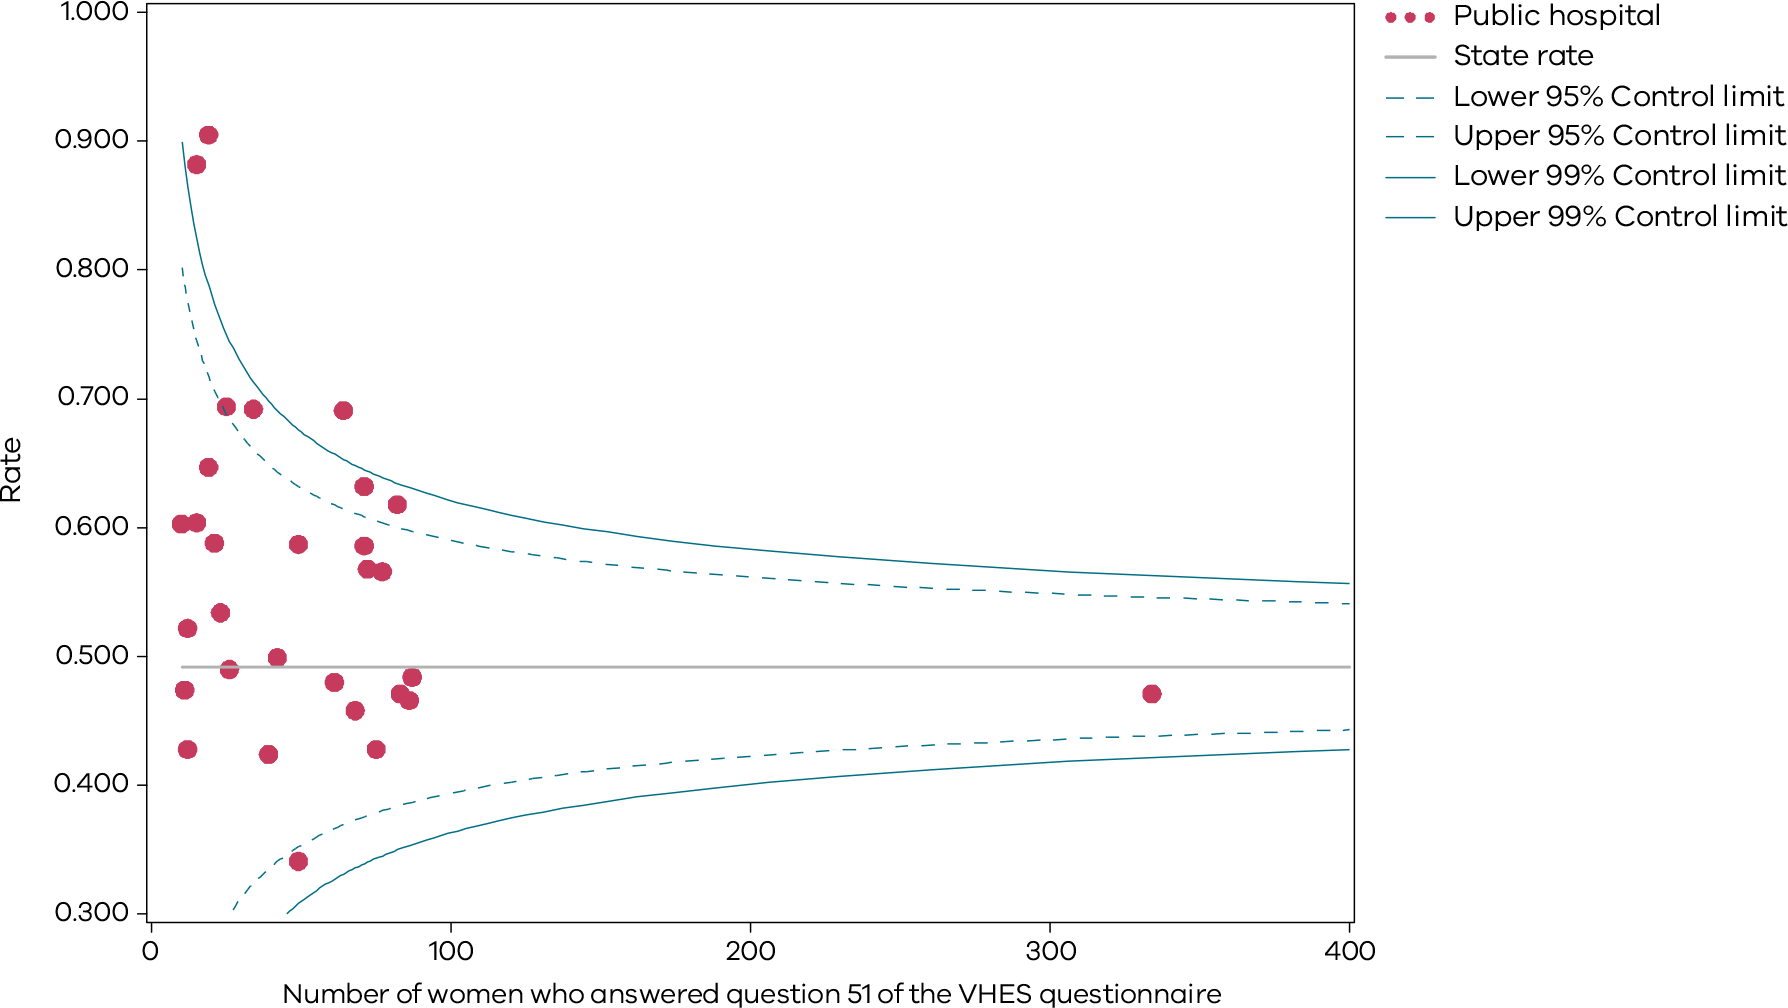 1.000
0.900
0.800
0.700
0.600
0.500
0.400
0.300
Rate
0
100
200
300
400
Number of women who answered question 51 of the VHES questionnaire
Public hospital
State rate
Lower 95% Control limit
Upper 95% Control limit
Lower 99% Control limit
Upper 99% Control limit